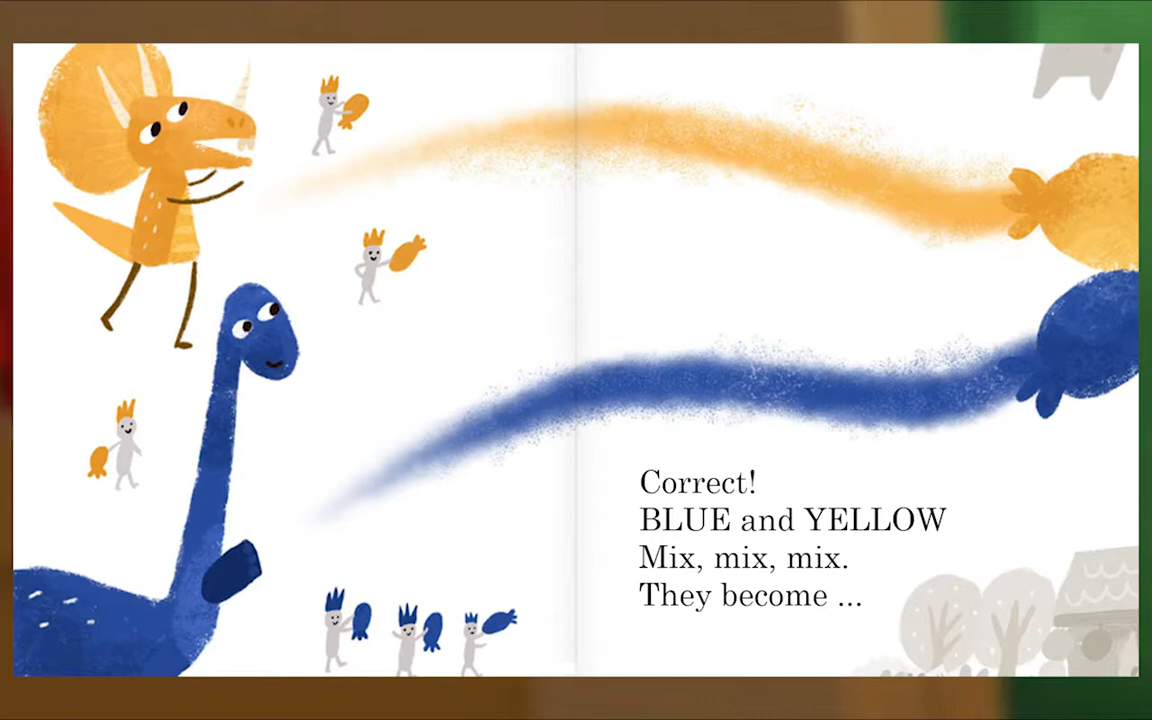 Correct!
BLUE and YELLOW
Mix, mix, mix.
They become ...